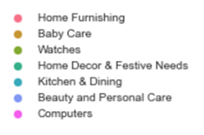 Home Furnishing
Baby Care
Watches
Home Decor & Festive Needs
Kitchen & Dining
Beauty and Personal Care
Computers